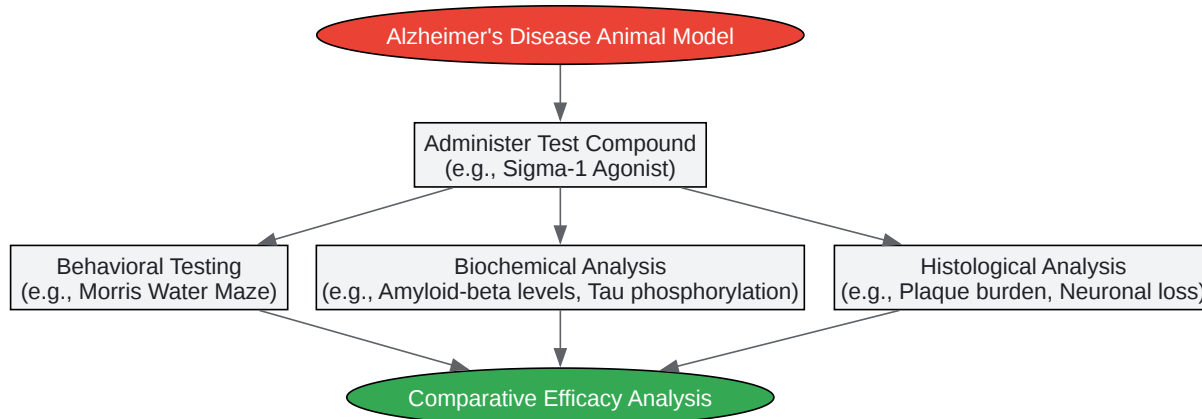 Alzheimer's Disease Animal Model
Administer Test Compound
(e.g., Sigma-1 Agonist)
Behavioral Testing
(e.g., Morris Water Maze)
Biochemical Analysis
(e.g., Amyloid-beta levels, Tau phosphorylation)
Histological Analysis
(e.g., Plaque burden, Neuronal loss)
Comparative Efficacy Analysis